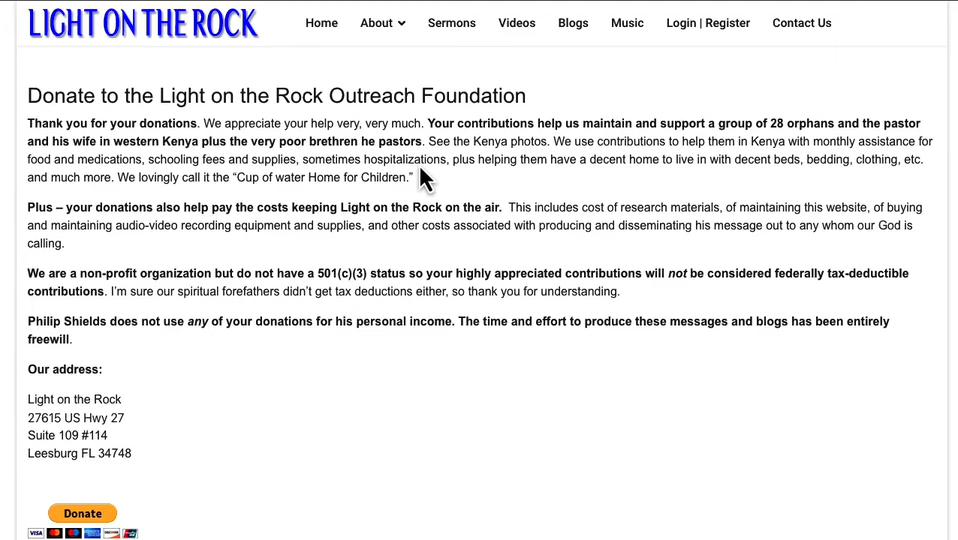 LIGHT ON THE ROCK
Home About Sermons Videos Blogs Music Login | Register Contact Us
Donate to the Light on the Rock Outreach Foundation
Thank you for your donations. We appreciate your help very, very much. Your contributions help us maintain and support a group of 28 orphans and the pastor
and his wife in western Kenya plus the very poor brethren he pastors. See the Kenya photos. We use contributions to help them in Kenya with monthly assistance for
food and medications, schooling fees and supplies, sometimes hospitalizations, plus helping them have a decent home to live in with decent beds, bedding, clothing, etc.
and much more. We lovingly call it the “Cup of water Home for Children.”
Plus – your donations also help pay the costs keeping Light on the Rock on the air. This includes cost of research materials, of maintaining this website, of buying
and maintaining audio-video recording equipment and supplies, and other costs associated with producing and disseminating his message out to any whom our God is
calling.
We are a non-profit organization but do not have a 501(c)(3) status so your highly appreciated contributions will not be considered federally tax-deductible
contributions. I’m sure our spiritual forefathers didn’t get tax deductions either, so thank you for understanding.
Philip Shields does not use any of your donations for his personal income. The time and effort to produce these messages and blogs has been entirely
freewill.
Our address:
Light on the Rock
27615 US Hwy 27
Suite 109 #114
Leesburg FL 34748
Donate
VISA